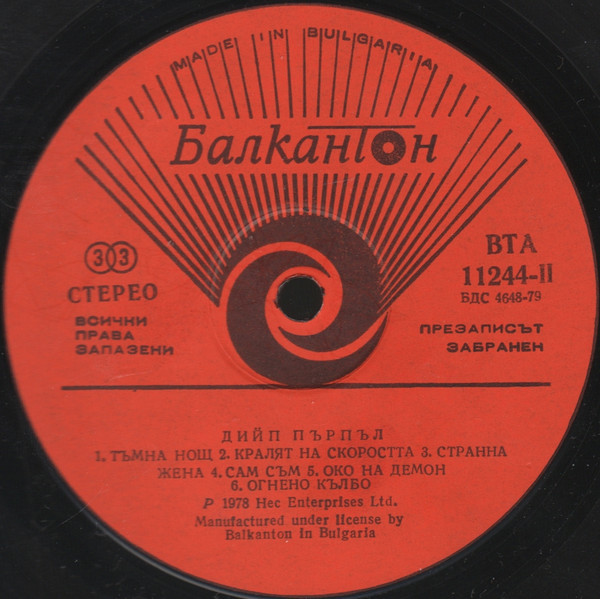 MADE IN BULGARIA
Балкантон
33
СТЕРЕО
ВСИЧКИ
ПРАВА
ЗАПАЗЕНИ
ВТА
11244-II
БДС 4648-79
ПРЕЗАПИСЪТ
ЗАБРАНЕН
ДИЙП ПЪРПЪЛ
1. ТЪМНА НОЩ 2. КРАЛЯТ НА СКОРОСТТА 3. СТРАННА
ЖЕНА 4. САМ СЪМ 5. ОКО НА ДЕМОН
6. ОГНЕНО КЪЛБО
P 1978 Hec Enterprises Ltd.
Manufactured under license by
Balkanton in Bulgaria